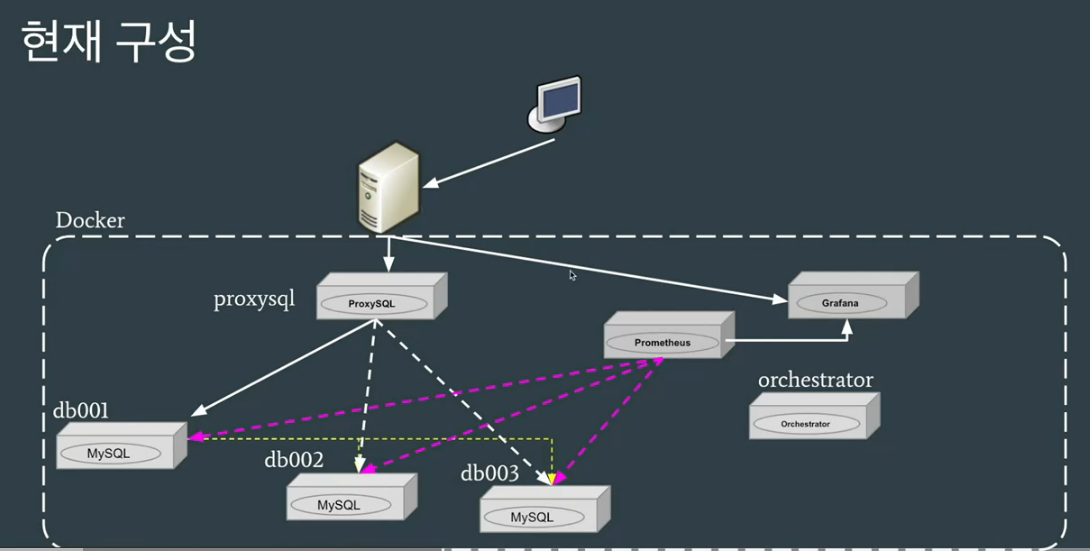 현재 구성
Docker
proxysql
ProxySQL
Grafana
Prometheus
orchestrator
Orchestrator
db001
MySQL
db002
MySQL
db003
MySQL